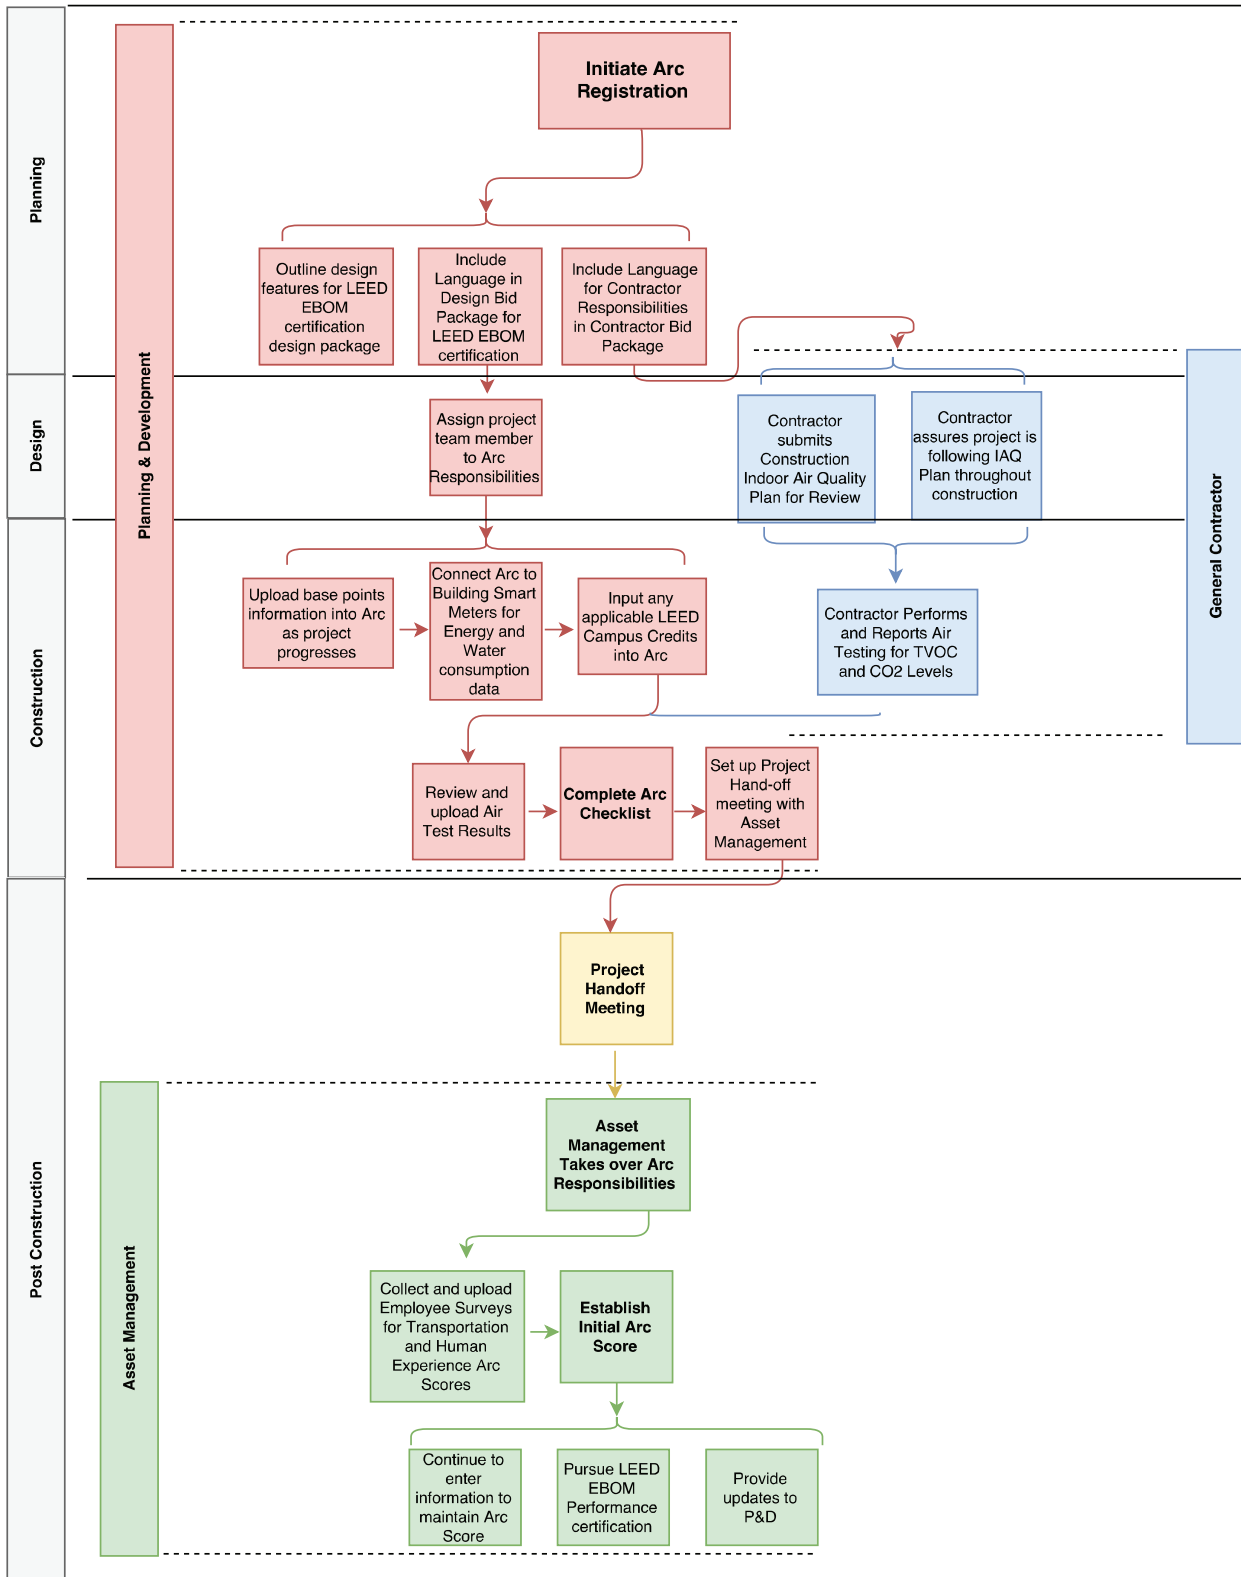 Planning
Planning & Development
Initiate Arc
Registration
Outline design
features for LEED
EBOM
certification
design package
Include
Language in
Design Bid
Package for
LEED EBOM
certification
Include Language
for Contractor
Responsibilities
in Contractor Bid
Package
Design
Assign project
team member
to Arc
Responsibilities
Contractor
submits
Construction
Indoor Air Quality
Plan for Review
Contractor
assures project is
following IAQ
Plan throughout
construction
General Contractor
Construction
Upload base points
information into Arc
as project
progresses
Connect Arc to
Building Smart
Meters for
Energy and
Water
consumption
data
Input any
applicable LEED
Campus Credits
into Arc
Contractor Performs
and Reports Air
Testing for TVOC
and CO2 Levels
Review and
upload Air
Test Results
Complete Arc
Checklist
Set up Project
Hand-off
meeting with
Asset
Management
Post Construction
Project
Handoff
Meeting
Asset Management
Asset
Management
Takes over Arc
Responsibilities
Collect and upload
Employee Surveys
for Transportation
and Human
Experience Arc
Scores
Establish
Initial Arc
Score
Continue to
enter
information to
maintain Arc
Score
Pursue LEED
EBOM
Performance
certification
Provide
updates to
P&D